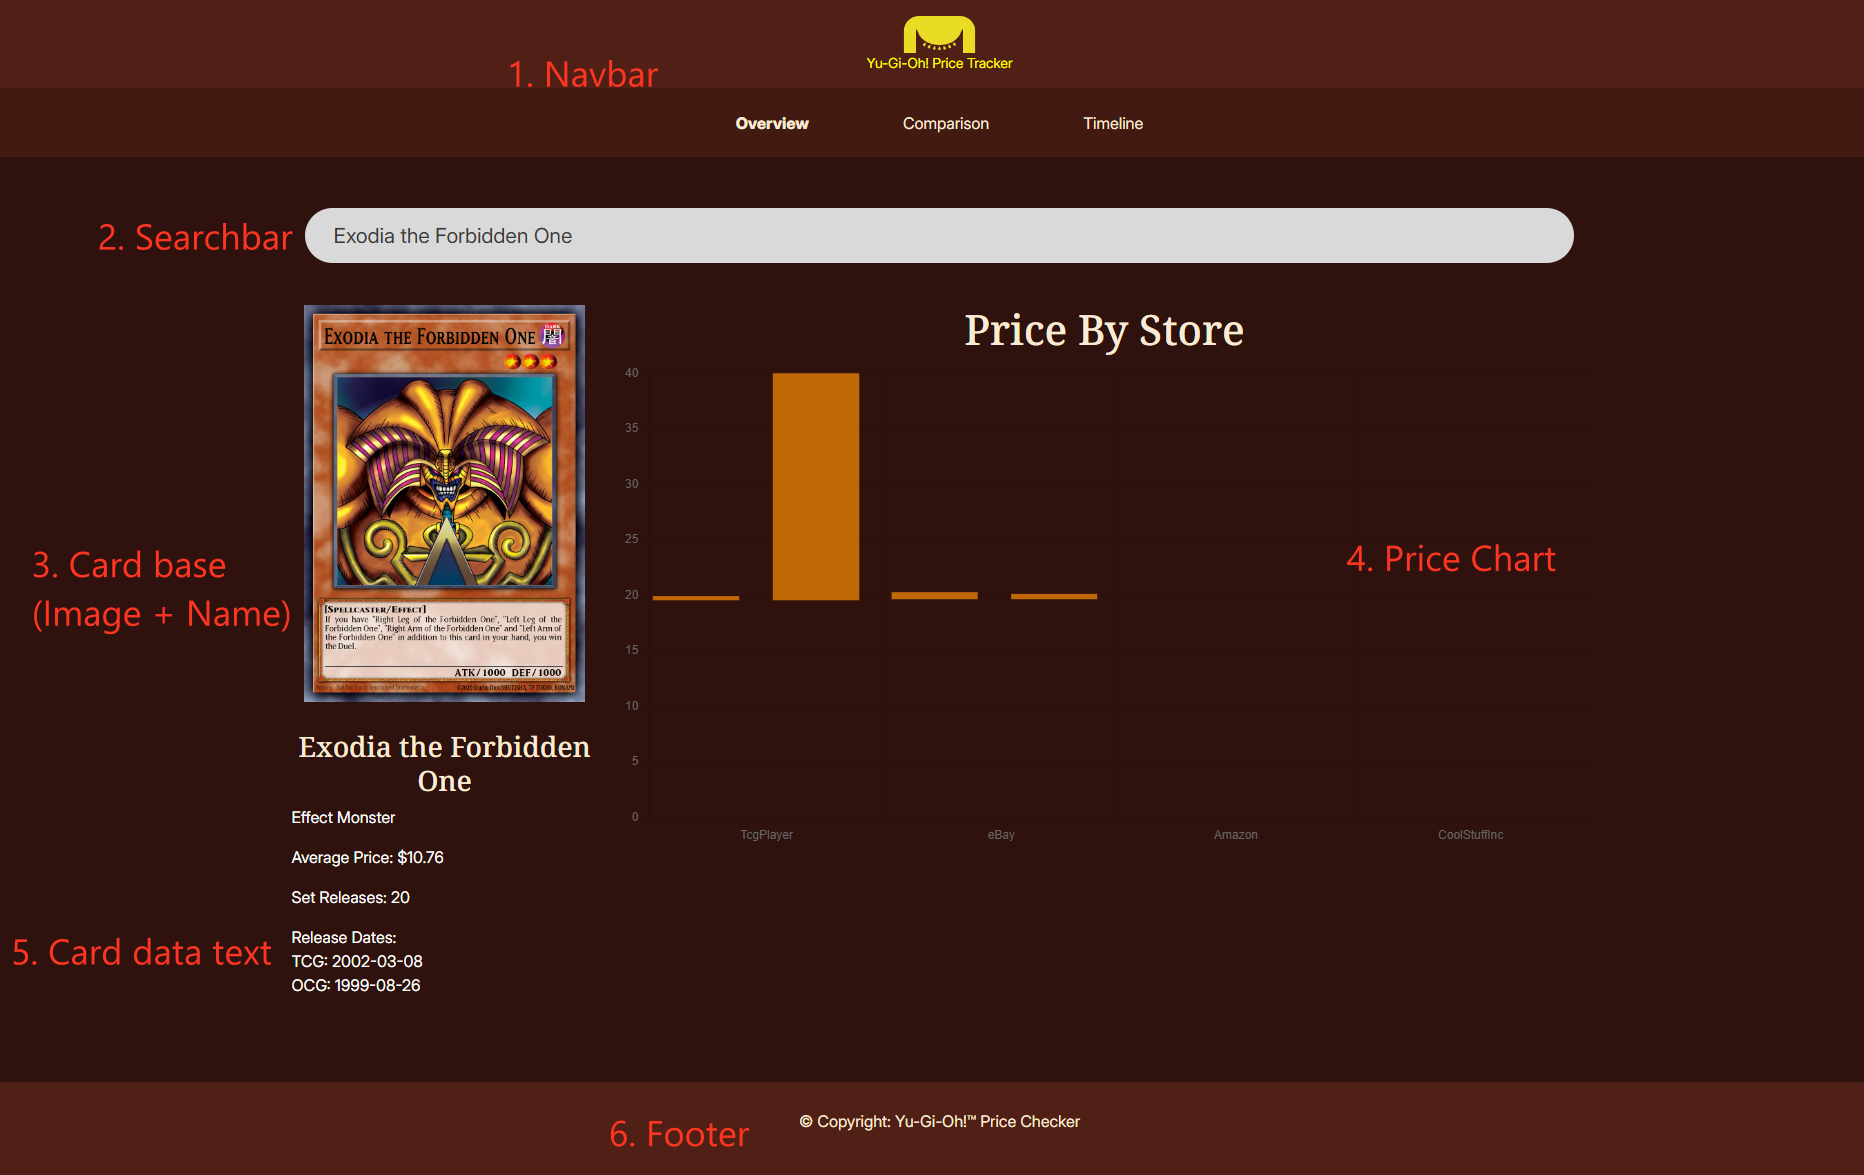 Yu-Gi-Oh! Price Tracker
1. Navbar
Overview
Comparison
Timeline
2. Searchbar
Exodia the Forbidden One
EXODIA THE FORBIDDEN ONE
DARK
闇
[SPELLCASTER/EFFECT]
If you have "Right Leg of the Forbidden One", "Left Leg of the
Forbidden One", "Right Arm of the Forbidden One" and "Left Arm of
the Forbidden One" in addition to this card in your hand, you win
the Duel.
ATK/1000 DEF/1000
3. Card base
(Image + Name)
Exodia the Forbidden
One
Effect Monster
Average Price: $10.76
Set Releases: 20
Release Dates:
TCG: 2002-03-08
OCG: 1999-08-26
5. Card data text
Price By Store
40
35
30
25
20
15
10
5
0
TcgPlayer
eBay
Amazon
CoolStuffInc
4. Price Chart
6. Footer
© Copyright: Yu-Gi-Oh!™ Price Checker